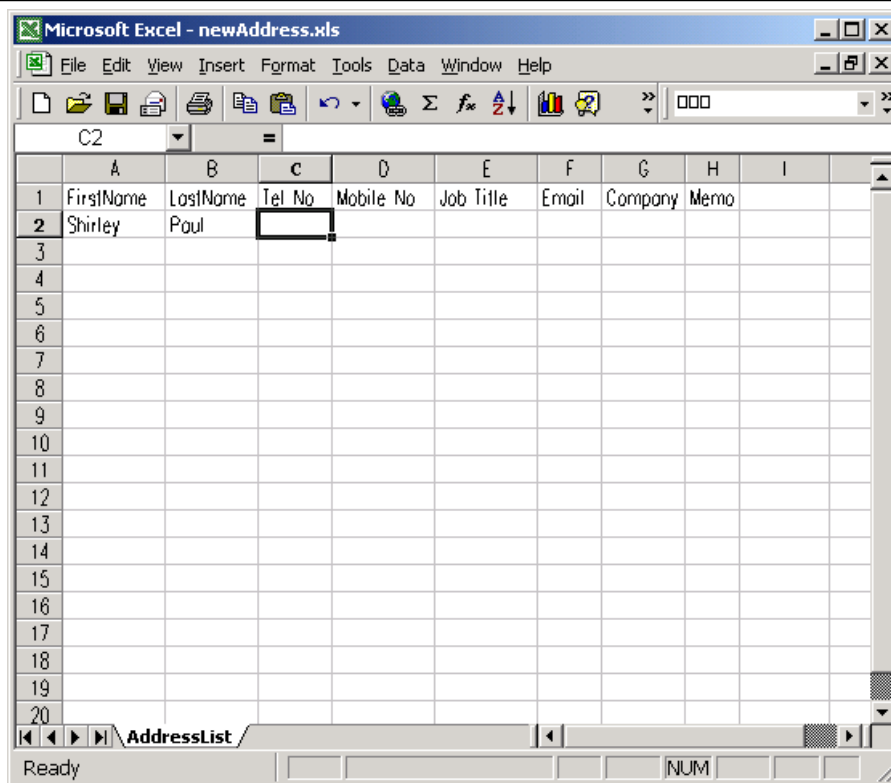 Microsoft Excel - newAddress.xls
File Edit View Insert Format Tools Data Window Help
C2 =
A B C D E F G H I
1 FirstName LastName Tel No Mobile No Job Title Email Company Memo
2 Shirley Paul
3
4
5
6
7
8
9
10
11
12
13
14
15
16
17
18
19
20
AddressList
Ready NUM